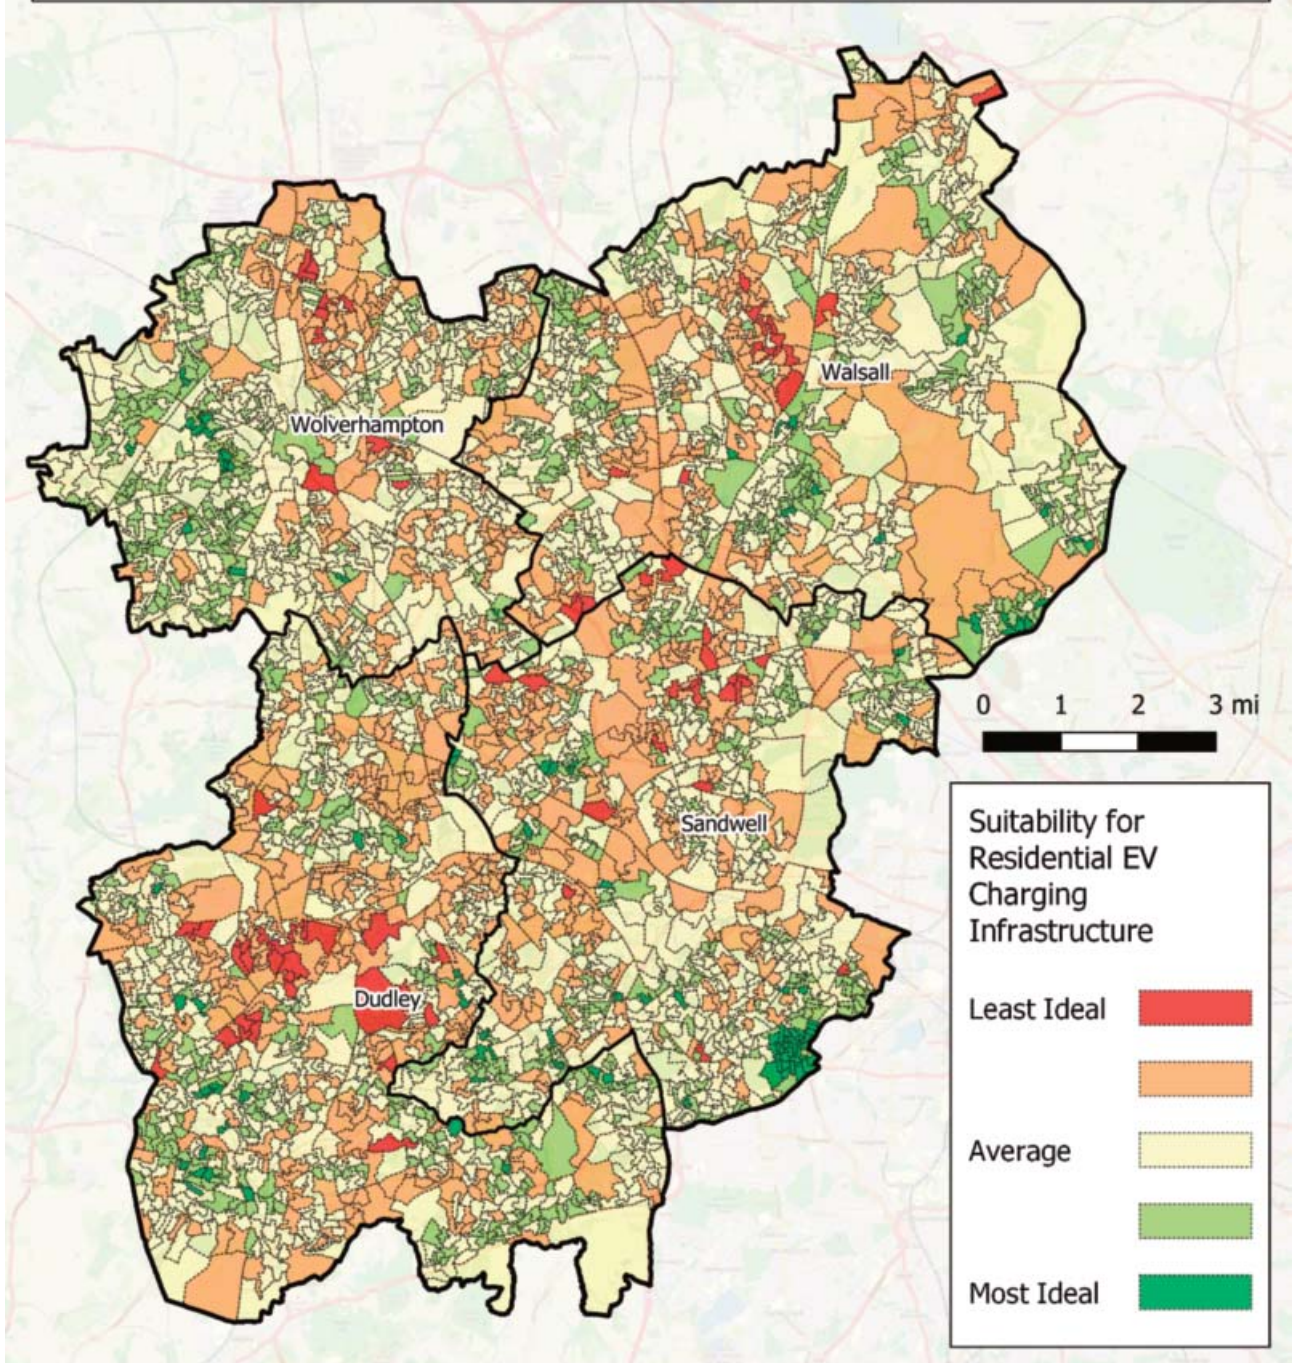 Wolverhampton
Walsall
0 1 2 3 mi
Sandwell
Dudley
Suitability for
Residential EV
Charging
Infrastructure
Least Ideal
Average
Most Ideal